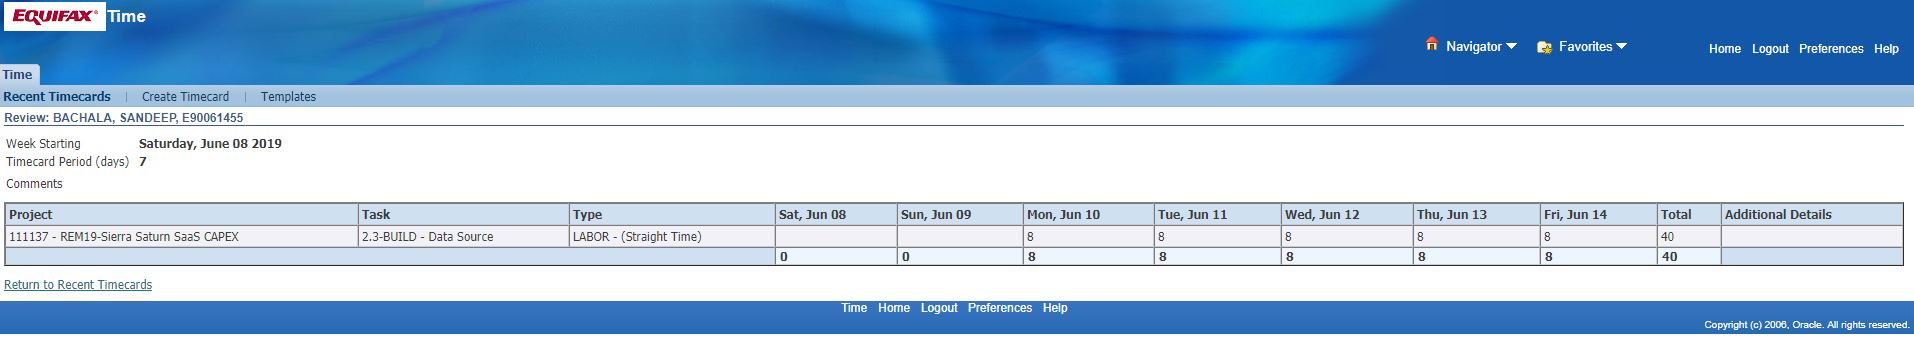 EQUIFAX Time
Navigator Favorites Home Logout Preferences Help
Time
Recent Timecards | Create Timecard | Templates
Review: BACHALA, SANDEEP, E90061455
Week Starting Saturday, June 08 2019
Timecard Period (days) 7
Comments
Project Task Type Sat, Jun 08 Sun, Jun 09 Mon, Jun 10 Tue, Jun 11 Wed, Jun 12 Thu, Jun 13 Fri, Jun 14 Total Additional Details
111137 - REM19-Sierra Saturn SaaS CAPEX 2.3-BUILD - Data Source LABOR - (Straight Time) 8 8 8 8 8 40
0 0 8 8 8 8 8 40
Return to Recent Timecards
Time Home Logout Preferences Help
Copyright (c) 2006, Oracle. All rights reserved.